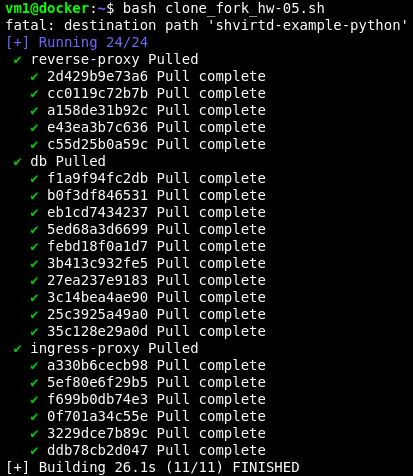 vm1@docker:~$ bash clone_fork_hw-05.sh
fatal: destination path 'shvirtd-example-python'
[+] Running 24/24
✔ reverse-proxy Pulled
✔ 2d429b9e73a6 Pull complete
✔ cc0119c72b7b Pull complete
✔ a158de31b92c Pull complete
✔ e43ea3b7c636 Pull complete
✔ c55d25b0a59c Pull complete
✔ db Pulled
✔ f1a9f94fc2db Pull complete
✔ b0f3df846531 Pull complete
✔ eb1cd7434237 Pull complete
✔ 5ed68a3d6699 Pull complete
✔ febd18f0a1d7 Pull complete
✔ 3b413c932fe5 Pull complete
✔ 27ea237e9183 Pull complete
✔ 3c14bea4ae90 Pull complete
✔ 25c3925a49a0 Pull complete
✔ 35c128e29a0d Pull complete
✔ ingress-proxy Pulled
✔ a330b6cecb98 Pull complete
✔ 5ef80e6f29b5 Pull complete
✔ f699b0db74e3 Pull complete
✔ 0f701a34c55e Pull complete
✔ 3229dce7b89c Pull complete
✔ ddb78cb2d047 Pull complete
[+] Building 26.1s (11/11) FINISHED